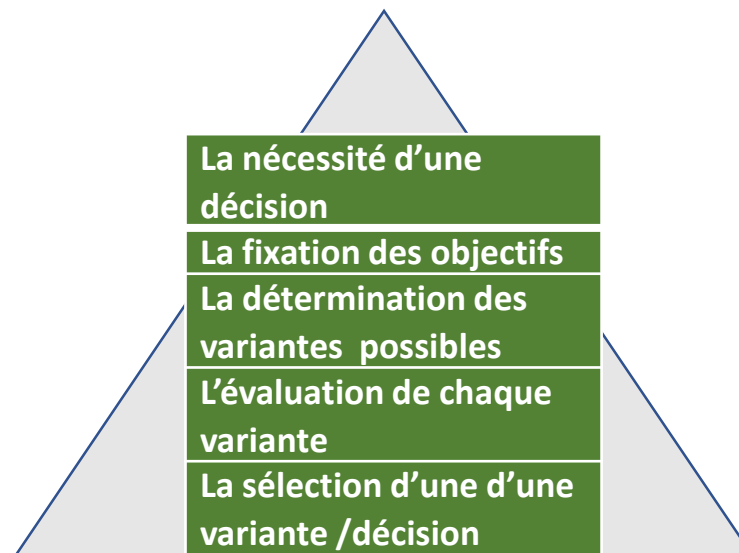 La nécessité d’une
décision
La fixation des objectifs
La détermination des
variantes  possibles
L’évaluation de chaque
variante
La sélection d’une d’une
variante /décision